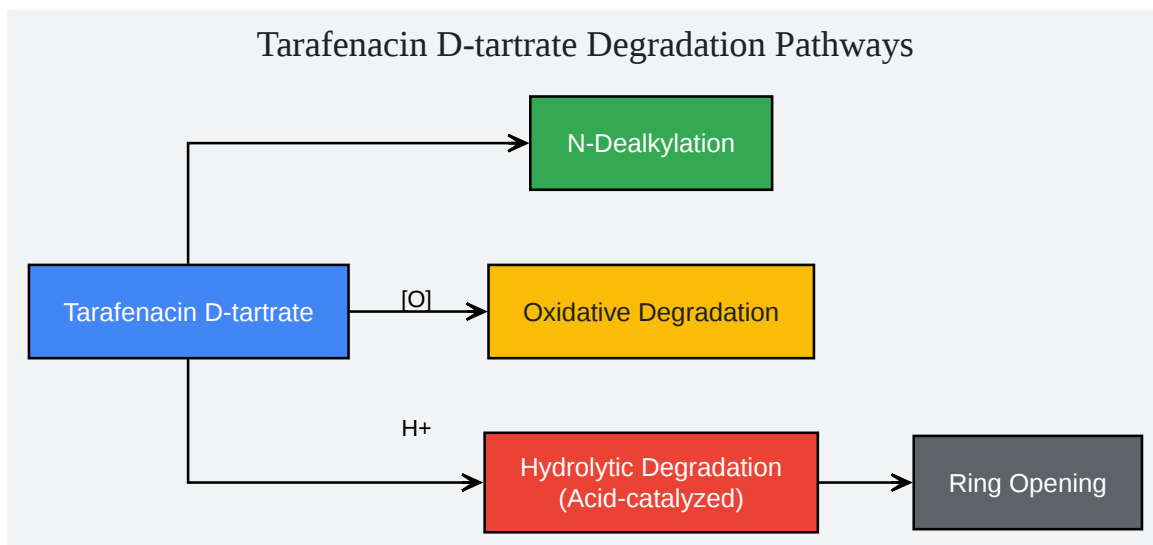 Tarafenacin D-tartrate Degradation Pathways
N-Dealkylation
Tarafenacin D-tartrate
[O]
Oxidative Degradation
H+
Hydrolytic Degradation
(Acid-catalyzed)
Ring Opening